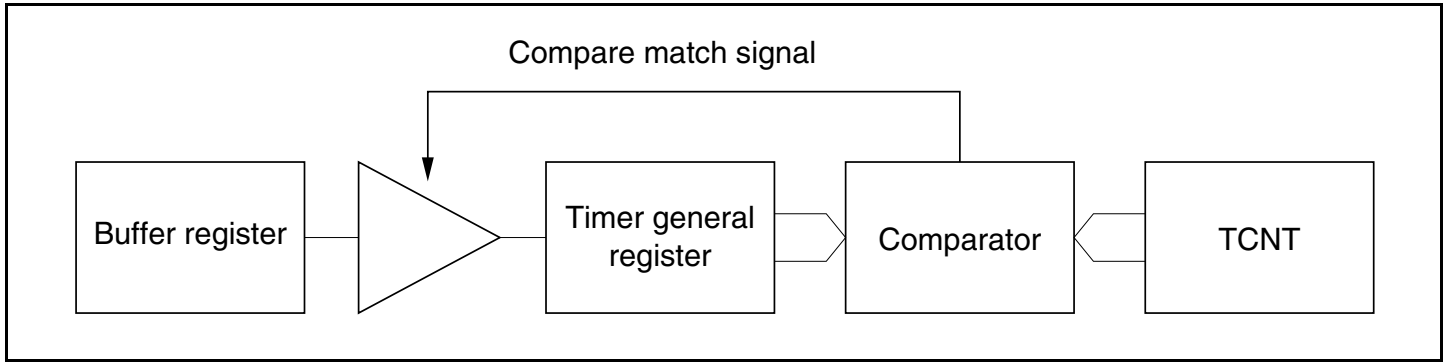 Compare match signal
Buffer register
Timer general
register
Comparator
TCNT